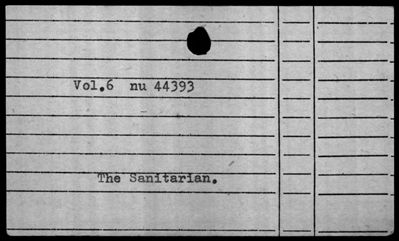 Vol.6 nu 44393
The Sanitarian.